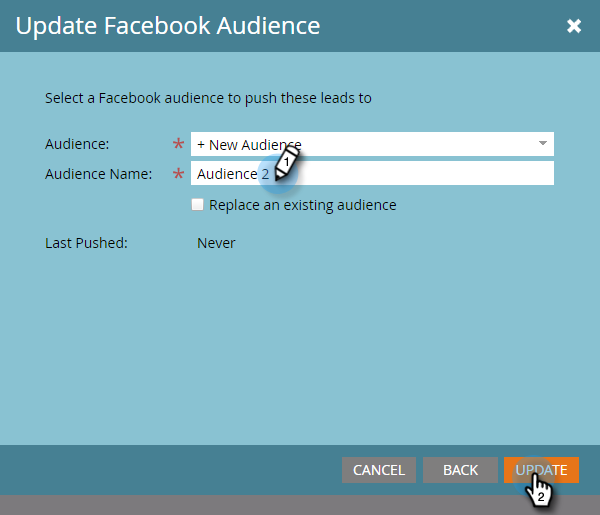 Update Facebook Audience
Select a Facebook audience to push these leads to
Audience: * + New Audience
1
Audience Name: * Audience 2
Replace an existing audience
Last Pushed: Never
CANCEL BACK UPDATE
2